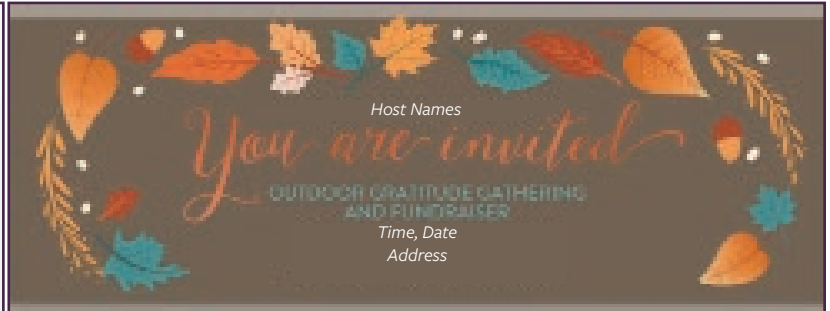 Host Names
You are invited
OUTDOOR GRATITUDE GATHERING
AND FUNDRAISER
Time, Date
Address